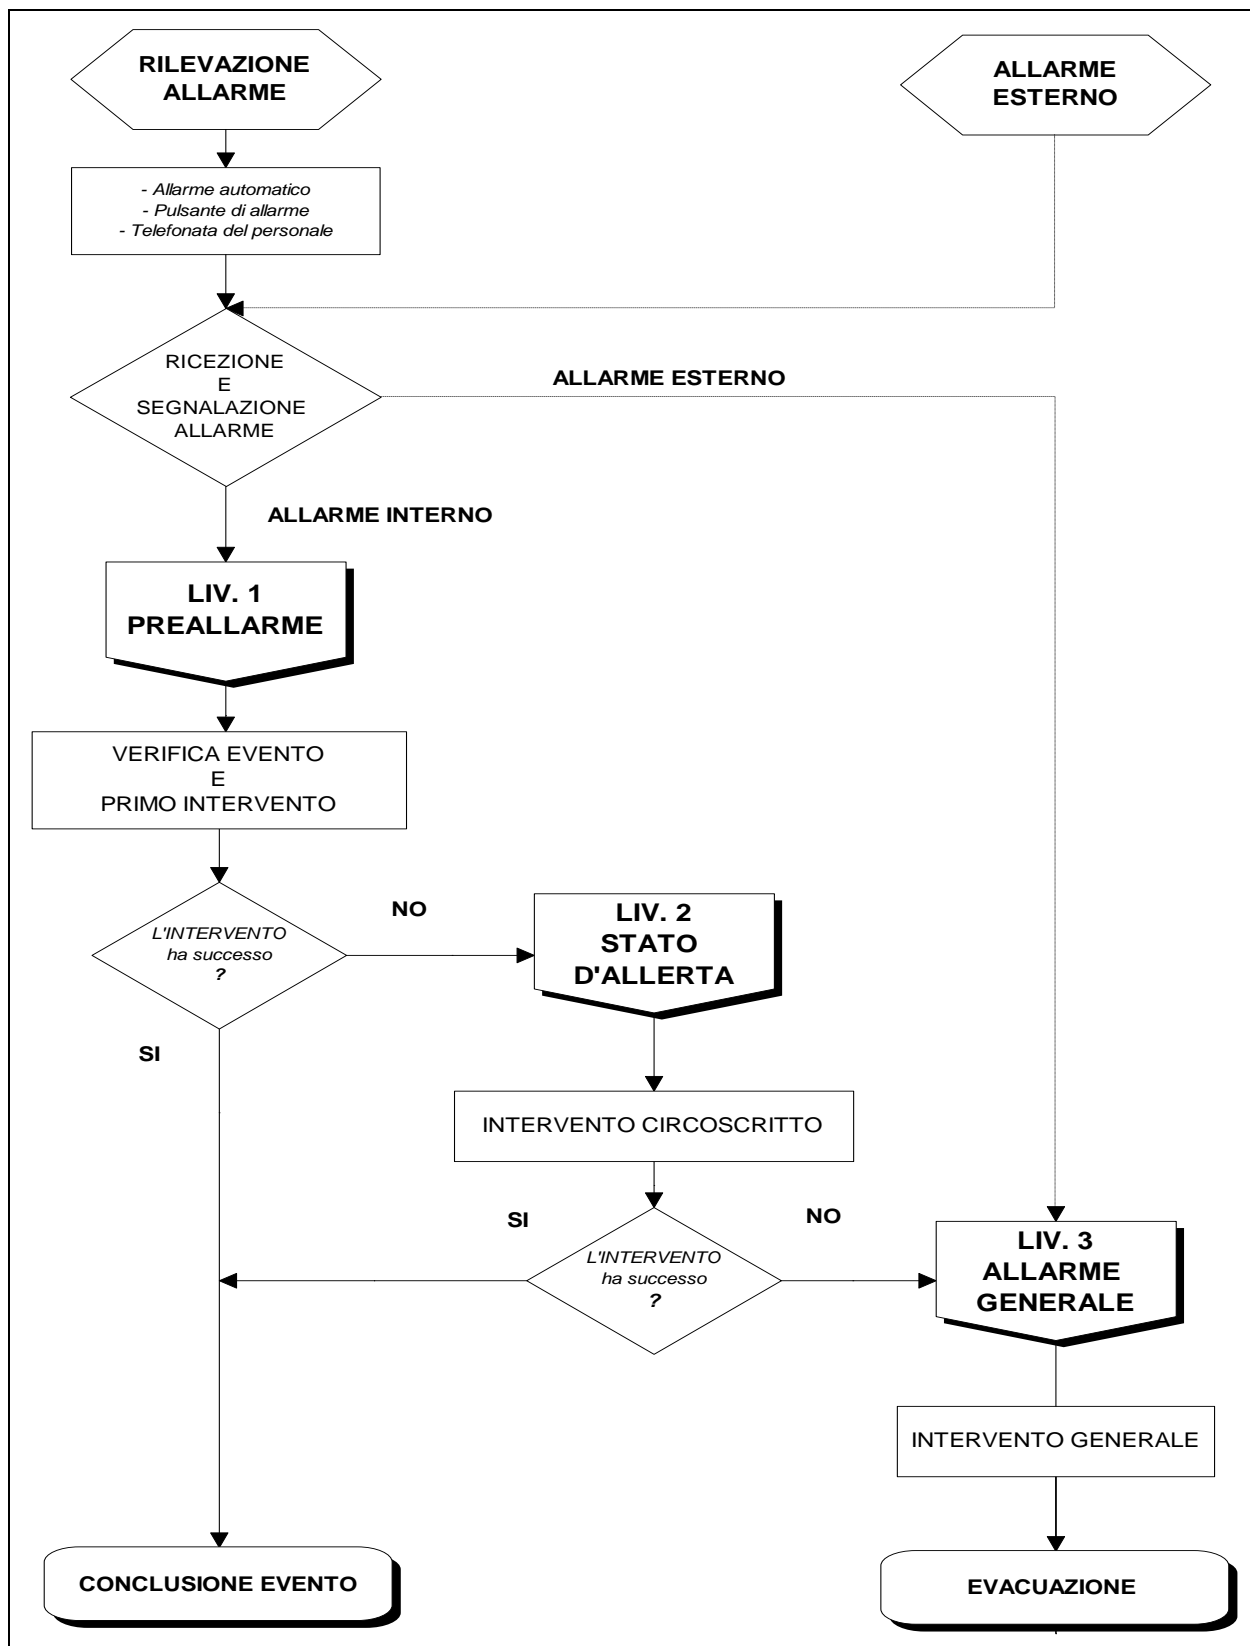 RILEVAZIONE
ALLARME
ALLARME
ESTERNO
- Allarme automatico
- Pulsante di allarme
- Telefonata del personale
RICEZIONE
E
SEGNALAZIONE
ALLARME
ALLARME ESTERNO
ALLARME INTERNO
LIV. 1
PREALLARME
VERIFICA EVENTO
E
PRIMO INTERVENTO
L'INTERVENTO
ha successo
?
NO
LIV. 2
STATO
D'ALLERTA
SI
INTERVENTO CIRCOSCRITTO
SI
L'INTERVENTO
ha successo
?
NO
LIV. 3
ALLARME
GENERALE
INTERVENTO GENERALE
CONCLUSIONE EVENTO
EVACUAZIONE